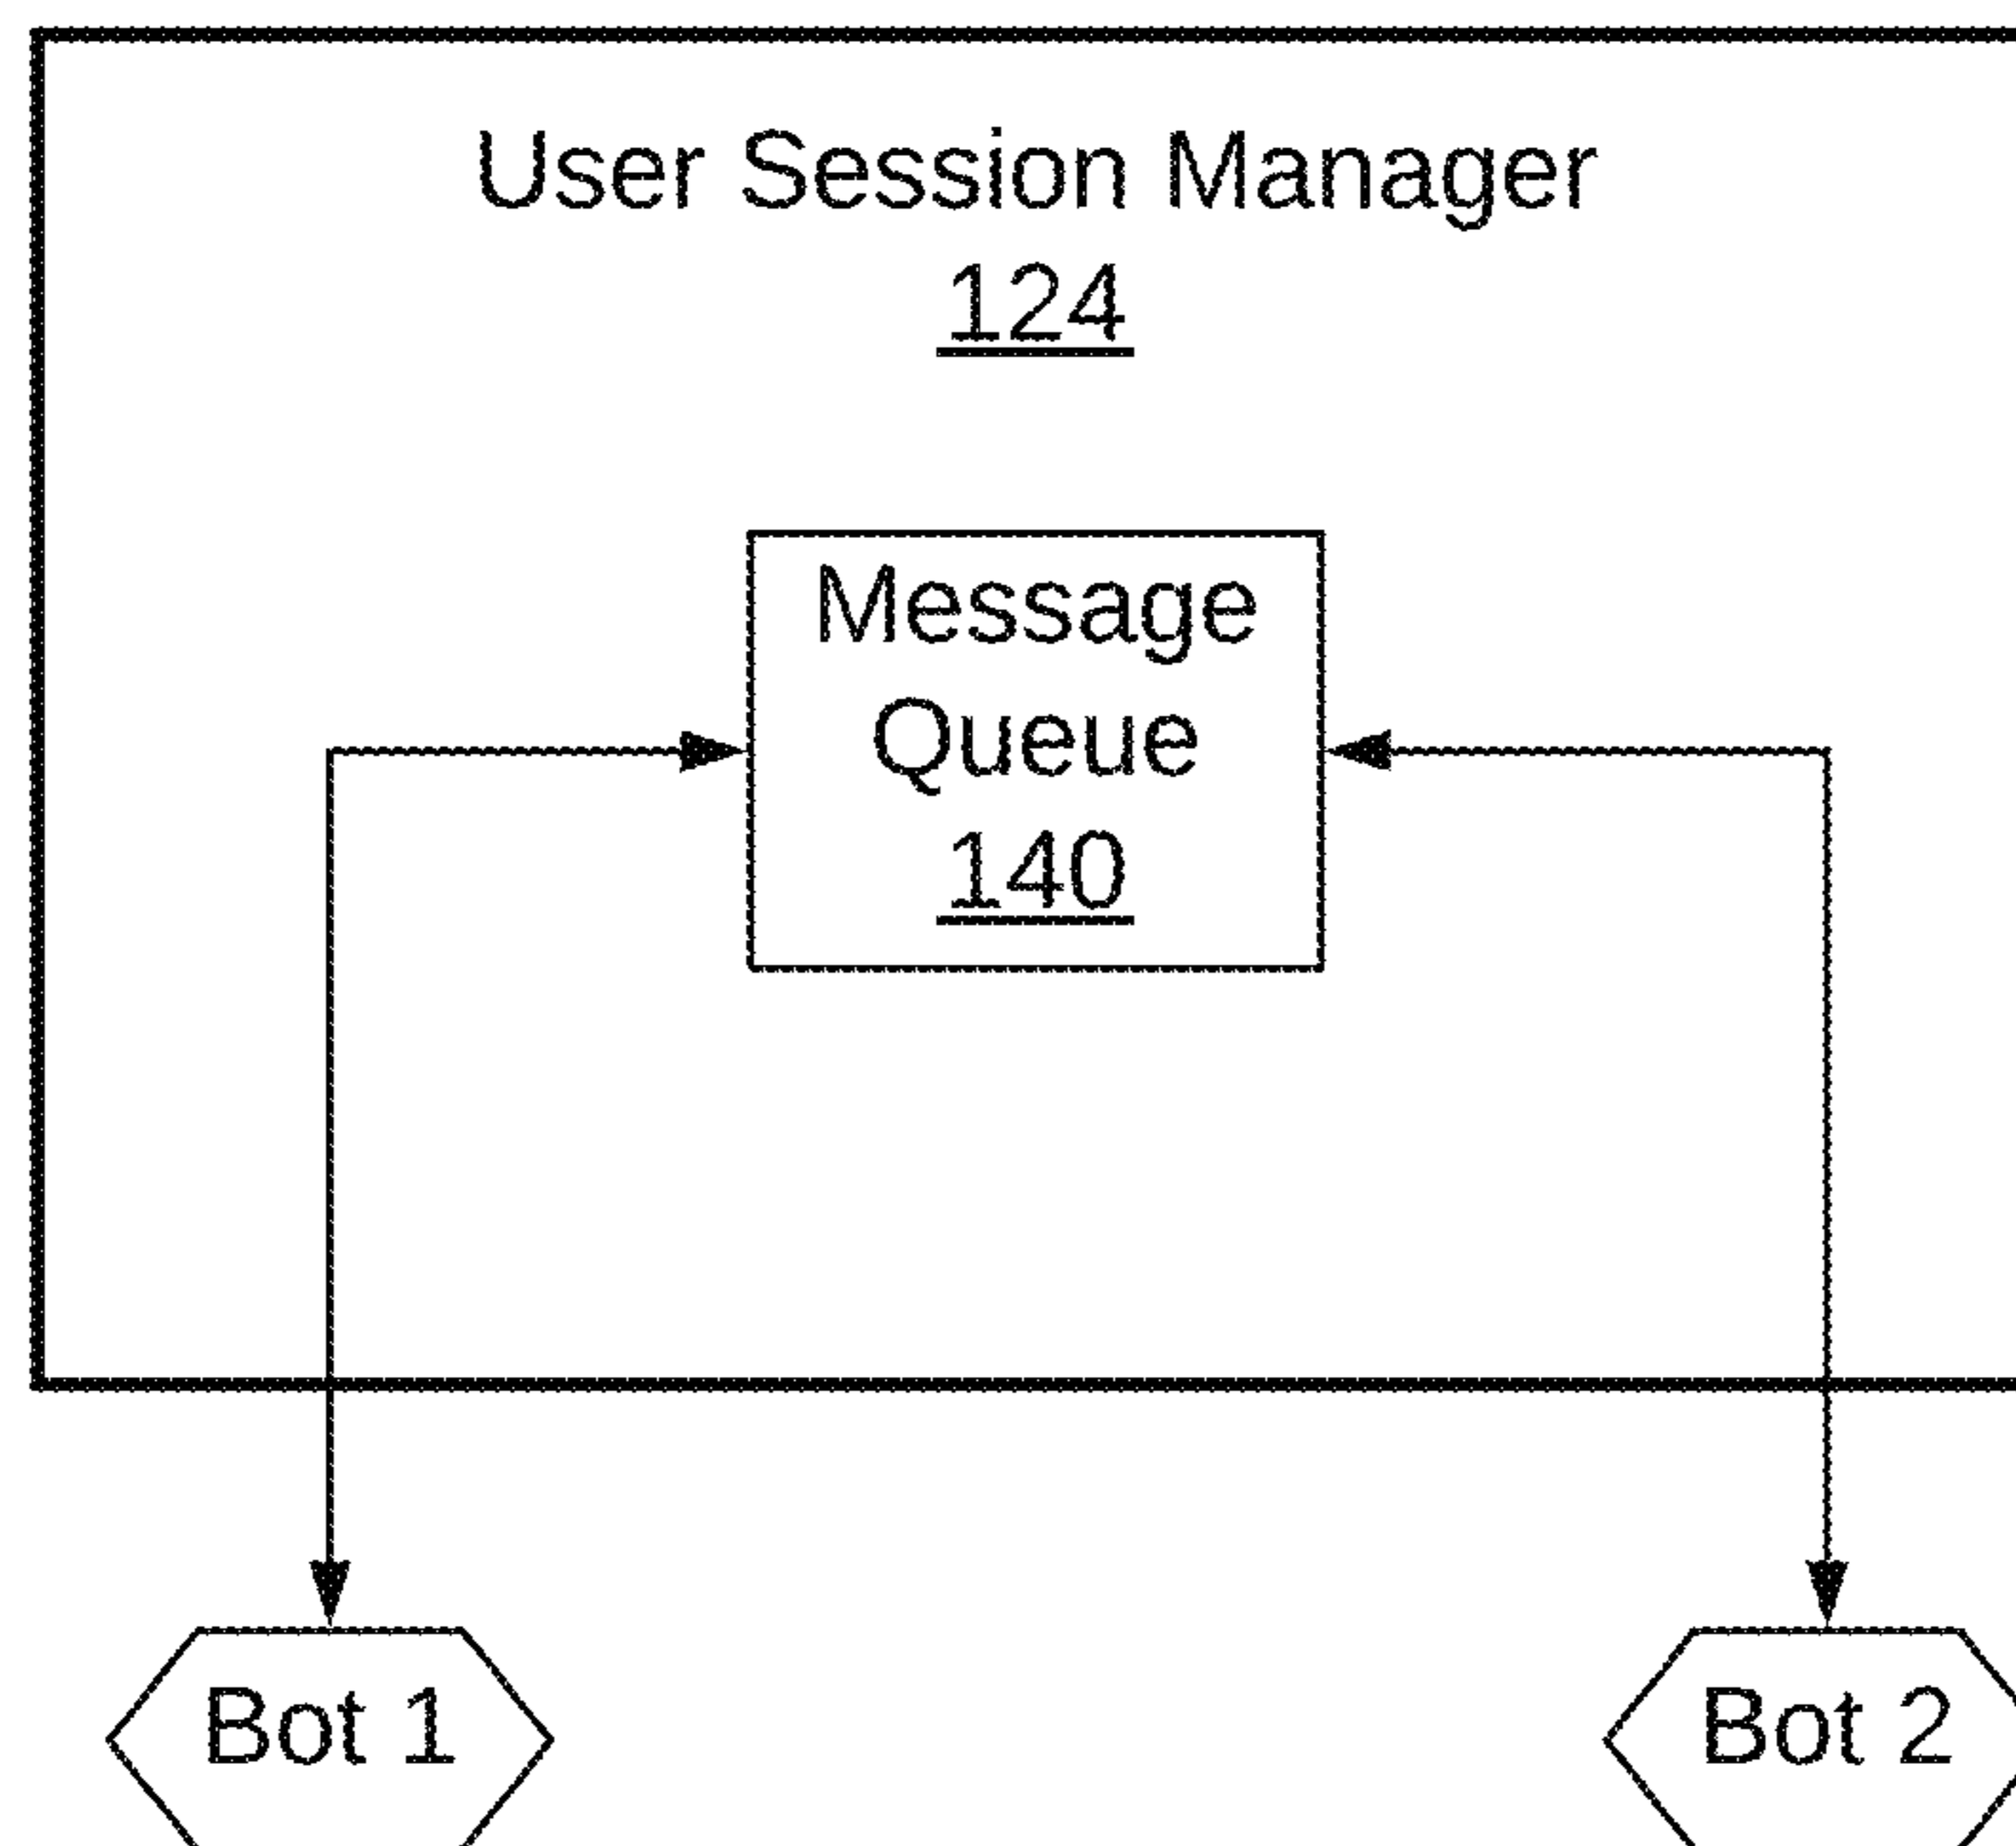 User Session Manager
124
Message
Queue
140
Bot 1
Bot 2